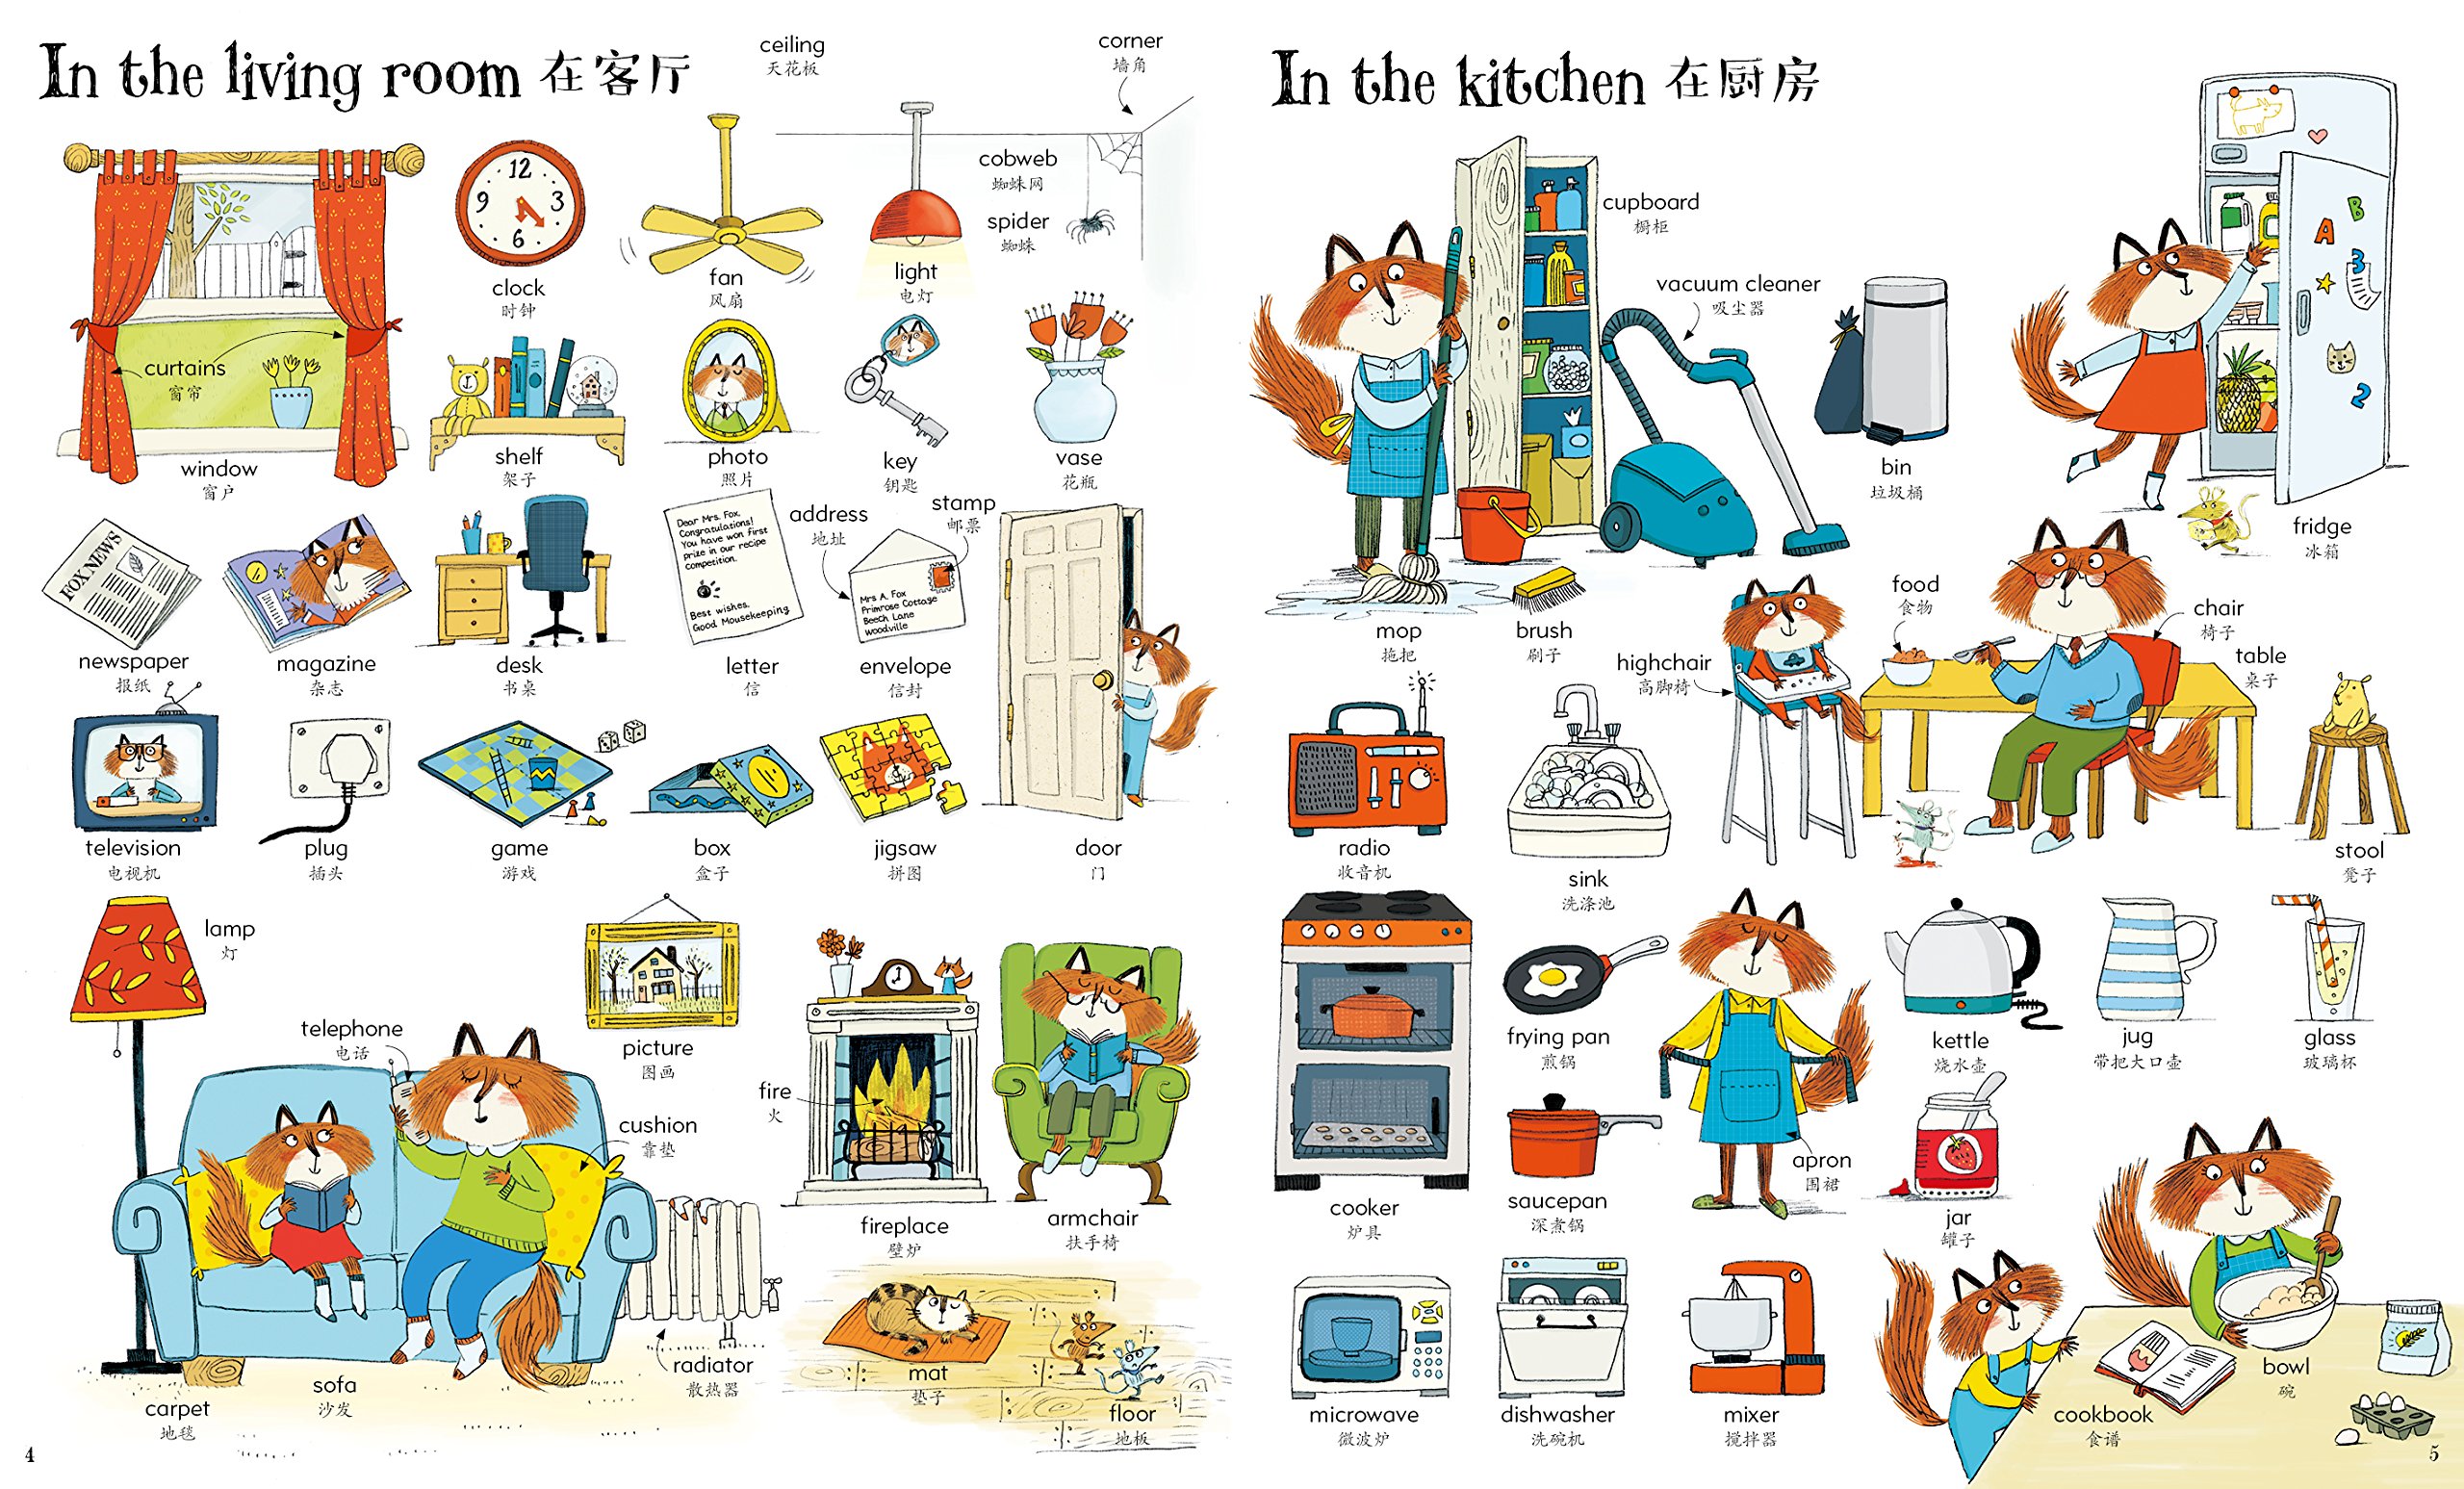 In the living room 在客厅
ceiling
天花板
corner
墙角
12
9
3
6
clock
时钟
fan
风扇
light
电灯
cobweb
蜘蛛网
spider
蜘蛛
curtains
窗帘
window
窗户
shelf
架子
photo
照片
key
钥匙
vase
花瓶
FOX NEWS
newspaper
报纸
magazine
杂志
desk
书桌
Dear Mrs. Fox,
Congratulations!
You have won first
prize in our recipe
competition.
Best wishes,
Good Mousekeeping
letter
信
address
地址
stamp
邮票
Mrs A. Fox
Primrose Cottage
Beech Lane
Woodville
envelope
信封
television
电视机
plug
插头
game
游戏
box
盒子
jigsaw
拼图
door
门
lamp
灯
telephone
电话
picture
图画
cushion
靠垫
fire
火
fireplace
壁炉
armchair
扶手椅
radiator
散热器
mat
垫子
floor
地板
sofa
沙发
carpet
地毯
4
In the kitchen 在厨房
cupboard
橱柜
vacuum cleaner
吸尘器
bin
垃圾桶
B
A
3
2
fridge
冰箱
mop
拖把
brush
刷子
highchair
高脚椅
food
食物
chair
椅子
table
桌子
stool
凳子
radio
收音机
sink
洗涤池
cooker
炉具
frying pan
煎锅
saucepan
深煮锅
apron
围裙
kettle
烧水壶
jug
带把大口壶
glass
玻璃杯
jar
罐子
microwave
微波炉
dishwasher
洗碗机
mixer
搅拌器
cookbook
食谱
bowl
碗
5